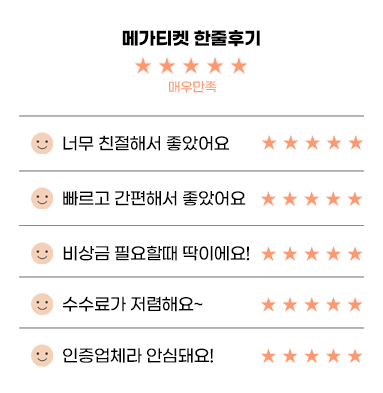 메가티켓 한줄후기
★ ★ ★ ★ ★
매우만족
너무 친절해서 좋았어요 ★ ★ ★ ★ ★
빠르고 간편해서 좋았어요 ★ ★ ★ ★ ★
비상금 필요할때 딱이에요! ★ ★ ★ ★ ★
수수료가 저렴해요~ ★ ★ ★ ★ ★
인증업체라 안심돼요! ★ ★ ★ ★ ★